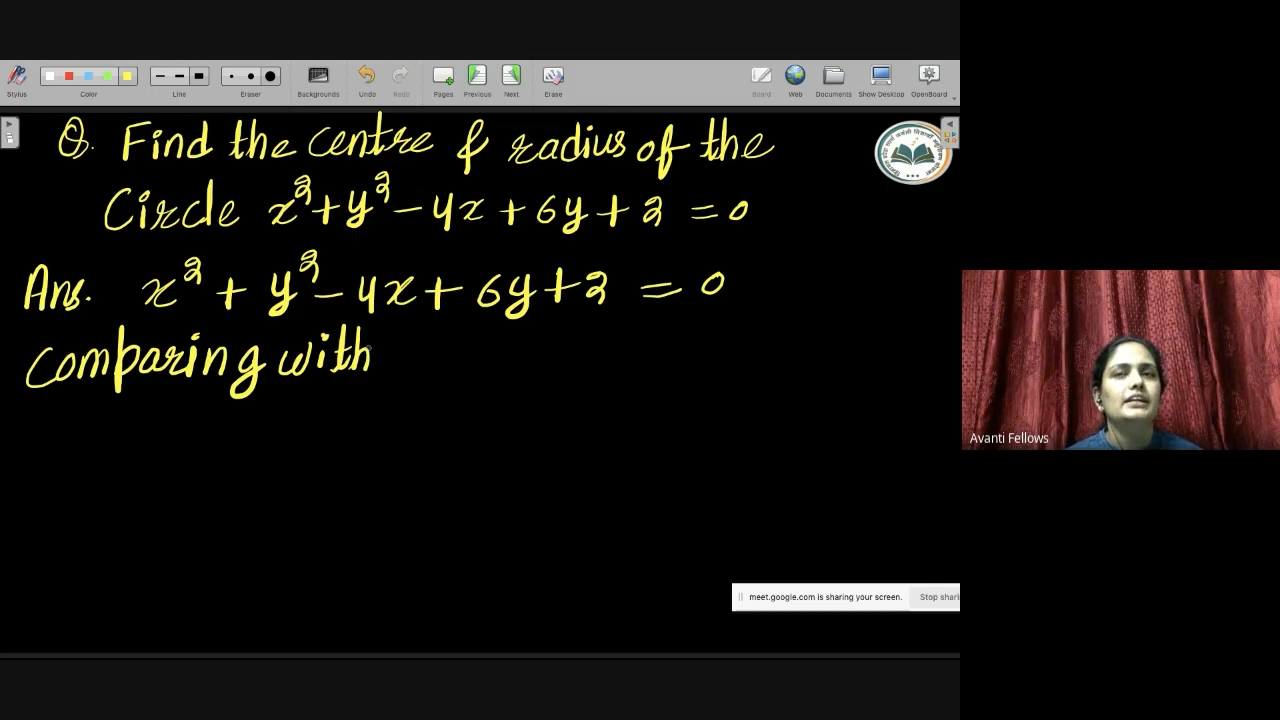 Stylus Color Line Eraser Backgrounds Undo Redo Pages Previous Next Erase Board Web Documents Show Desktop OpenBoard
Q. Find the centre & radius of the
Circle x² + y² - 4x + 6y + 2 = 0
Ans. x² + y² - 4x + 6y + 2 = 0
Comparing with
Avanti Fellows
meet.google.com is sharing your screen. Stop shari